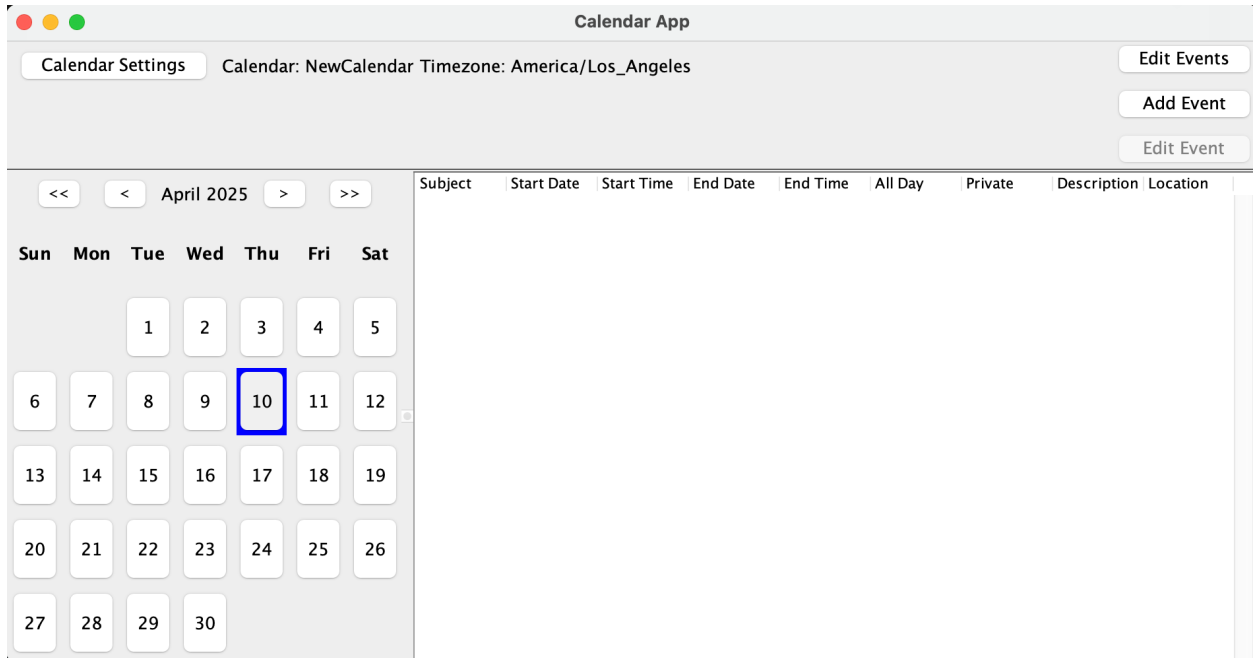 Calendar App
Calendar Settings Calendar: NewCalendar Timezone: America/Los_Angeles
Edit Events
Add Event
Edit Event
<< < April 2025 > >>
Sun Mon Tue Wed Thu Fri Sat
1 2 3 4 5
6 7 8 9 10 11 12
13 14 15 16 17 18 19
20 21 22 23 24 25 26
27 28 29 30
Subject Start Date Start Time End Date End Time All Day Private Description Location